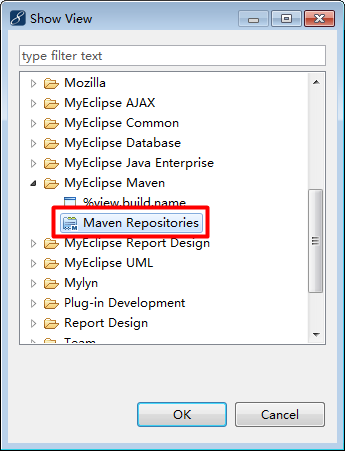 Show View
type filter text
Mozilla
MyEclipse AJAX
MyEclipse Common
MyEclipse Database
MyEclipse Java Enterprise
MyEclipse Maven
%view.build.name
Maven Repositories
MyEclipse Report Design
MyEclipse UML
Mylyn
Plug-in Development
Report Design
Team
OK
Cancel